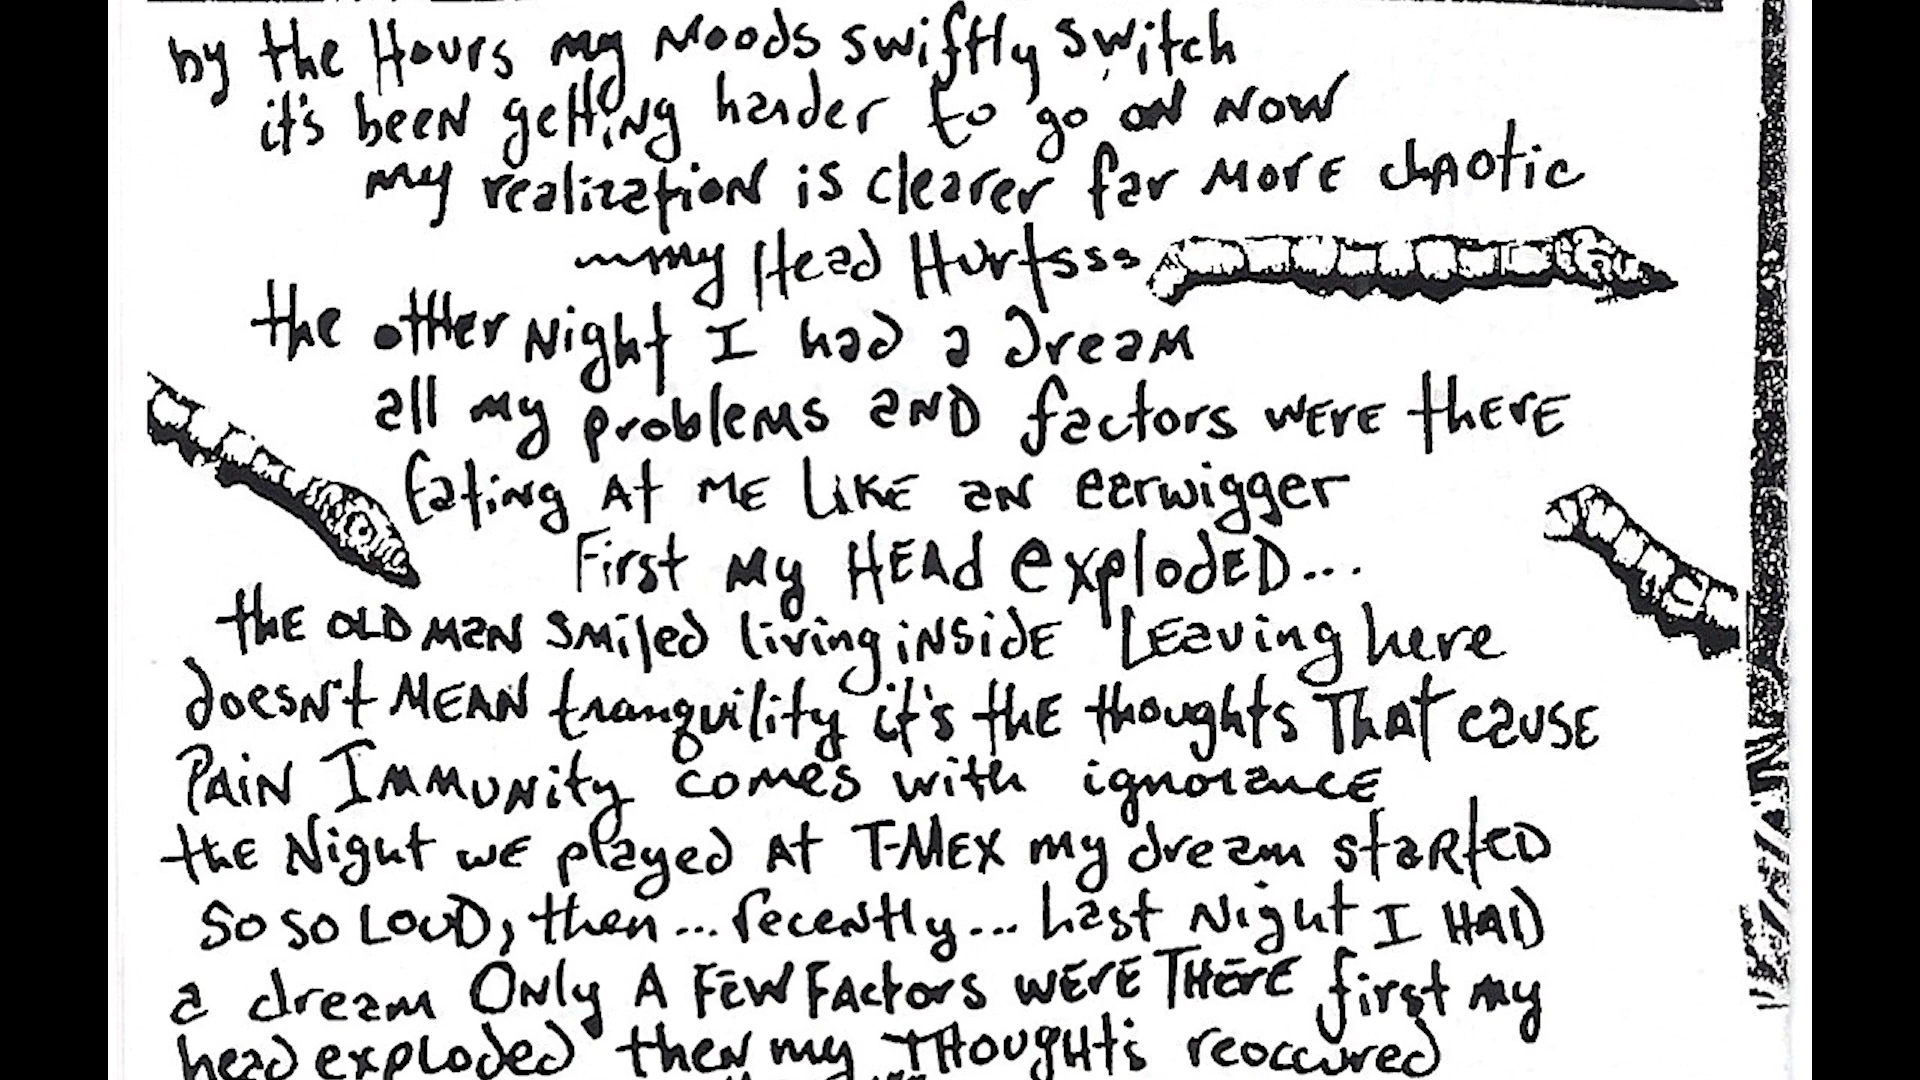 by the Hours my Moods swiftly switch
it's been getting harder to go on NOW
my realization is clearer far MORE chAotic
my Head Hurtsss
the other Night I had a dream
all my problems AND factors WERE thERE
Eating At ME LIKE an eerwigger
First My HEAd exploDED...
thE OLD MaN SMiled living iNSidE LEaving here
doesn't MEAN tranquility it's thE thoughts ThAt caUSE
PAiN IMMUNity comes with ignorance
thE Night WE played At T-MEX my dream staRtED
So so LOUD, then... recently... Last Night I HAD
a dream ONly A FEW FActors WERE THERE first my
head exploded then my THOUGHts reoccured